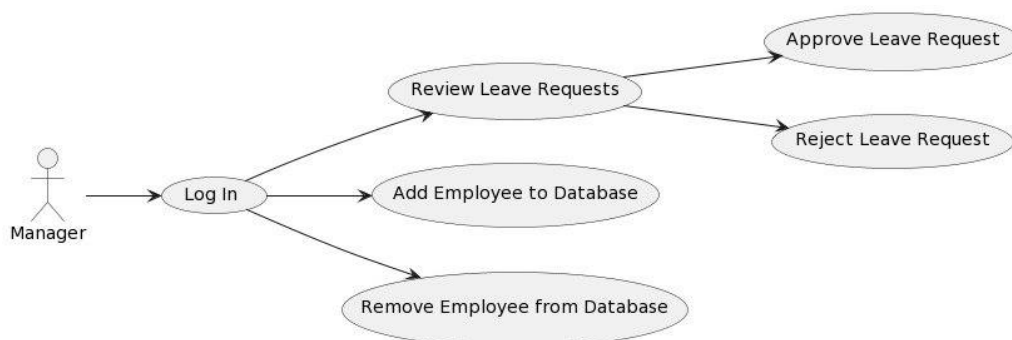 Approve Leave Request
Review Leave Requests
Reject Leave Request
Log In
Add Employee to Database
Manager
Remove Employee from Database